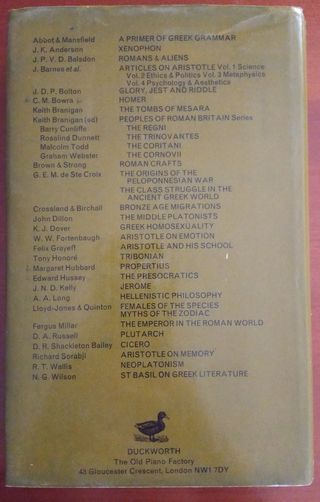 Abbot & Mansfield A PRIMER OF GREEK GRAMMAR
J. K. Anderson XENOPHON
J. P. V. D. Balsdon ROMANS & ALIENS
J. Barnes et al. ARTICLES ON ARISTOTLE Vol. 1 Science
Vol. 2 Ethics & Politics Vol. 3 Metaphysics
Vol. 4 Psychology & Aesthetics
J. D. P. Bolton GLORY, JEST AND RIDDLE
C. M. Bowra HOMER
Keith Branigan THE TOMBS OF MESARA
Keith Branigan (ed) PEOPLES OF ROMAN BRITAIN Series
Barry Cunliffe THE REGNI
Rosalind Dunnett THE TRINOVANTES
Malcolm Todd THE CORITANI
Graham Webster THE CORNOVII
Brown & Strong ROMAN CRAFTS
G. E. M. de Ste Croix THE ORIGINS OF THE
PELOPONNESIAN WAR
THE CLASS STRUGGLE IN THE
ANCIENT GREEK WORLD
Crossland & Birchall BRONZE AGE MIGRATIONS
John Dillon THE MIDDLE PLATONISTS
K. J. Dover GREEK HOMOSEXUALITY
W. W. Fortenbaugh ARISTOTLE ON EMOTION
Felix Grayeff ARISTOTLE AND HIS SCHOOL
Tony Honoré TRIBONIAN
Margaret Hubbard PROPERTIUS
Edward Hussey THE PRESOCRATICS
J. N. D. Kelly JEROME
A. A. Long HELLENISTIC PHILOSOPHY
Lloyd-Jones & Quinton FEMALES OF THE SPECIES
MYTHS OF THE ZODIAC
Fergus Millar THE EMPEROR IN THE ROMAN WORLD
D. A. Russell PLUTARCH
D. R. Shackleton Bailey CICERO
Richard Sorabji ARISTOTLE ON MEMORY
R. T. Wallis NEOPLATONISM
N. G. Wilson ST BASIL ON GREEK LITERATURE
DUCKWORTH
The Old Piano Factory
43 Gloucester Crescent, London NW1 7DY